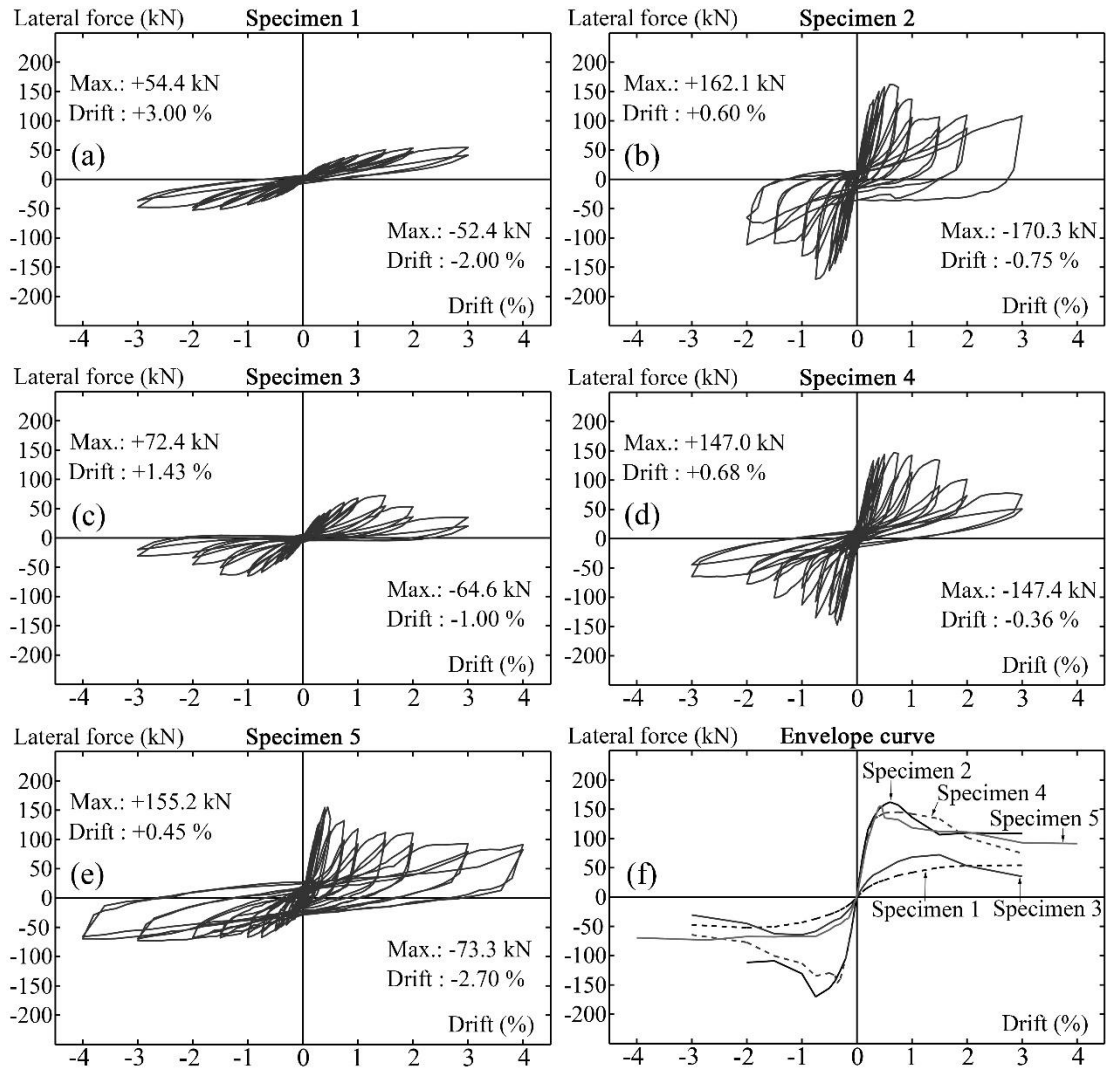 Lateral force (kN) Specimen 1
200
150
100
50
0
-50
-100
-150
-200
Max.: +54.4 kN
Drift : +3.00 %
(a)
Max.: -52.4 kN
Drift : -2.00 %
Drift (%)
-4 -3 -2 -1 0 1 2 3 4
Lateral force (kN) Specimen 2
200
150
100
50
0
-50
-100
-150
-200
Max.: +162.1 kN
Drift : +0.60 %
(b)
Max.: -170.3 kN
Drift : -0.75 %
Drift (%)
-4 -3 -2 -1 0 1 2 3 4
Lateral force (kN) Specimen 3
200
150
100
50
0
-50
-100
-150
-200
Max.: +72.4 kN
Drift : +1.43 %
(c)
Max.: -64.6 kN
Drift : -1.00 %
Drift (%)
-4 -3 -2 -1 0 1 2 3 4
Lateral force (kN) Specimen 4
200
150
100
50
0
-50
-100
-150
-200
Max.: +147.0 kN
Drift : +0.68 %
(d)
Max.: -147.4 kN
Drift : -0.36 %
Drift (%)
-4 -3 -2 -1 0 1 2 3 4
Lateral force (kN) Specimen 5
200
150
100
50
0
-50
-100
-150
-200
Max.: +155.2 kN
Drift : +0.45 %
(e)
Max.: -73.3 kN
Drift : -2.70 %
Drift (%)
-4 -3 -2 -1 0 1 2 3 4
Lateral force (kN) Envelope curve
200
150
100
50
0
-50
-100
-150
-200
Specimen 2
Specimen 4
Specimen 5
(f)
Specimen 1 Specimen 3
Drift (%)
-4 -3 -2 -1 0 1 2 3 4